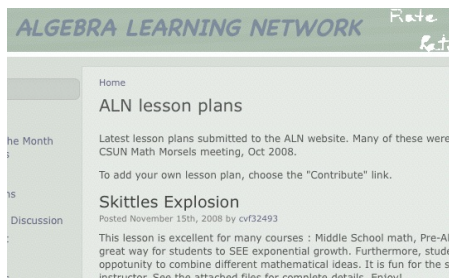 ALGEBRA LEARNING NETWORK
Rate
Home
ALN lesson plans
he Month
Latest lesson plans submitted to the ALN website. Many of these were
CSUN Math Morsels meeting, Oct 2008.
To add your own lesson plan, choose the "Contribute" link.
ns
Skittles Explosion
Discussion
Posted November 15th, 2008 by cvf32493
This lesson is excellent for many courses : Middle School math, Pre-Al
great way for students to SEE exponential growth. Furthermore, stude
oppotunity to combine different mathematical ideas. It is fun for the s
instructor. See the attached files for complete details. Enjoy!